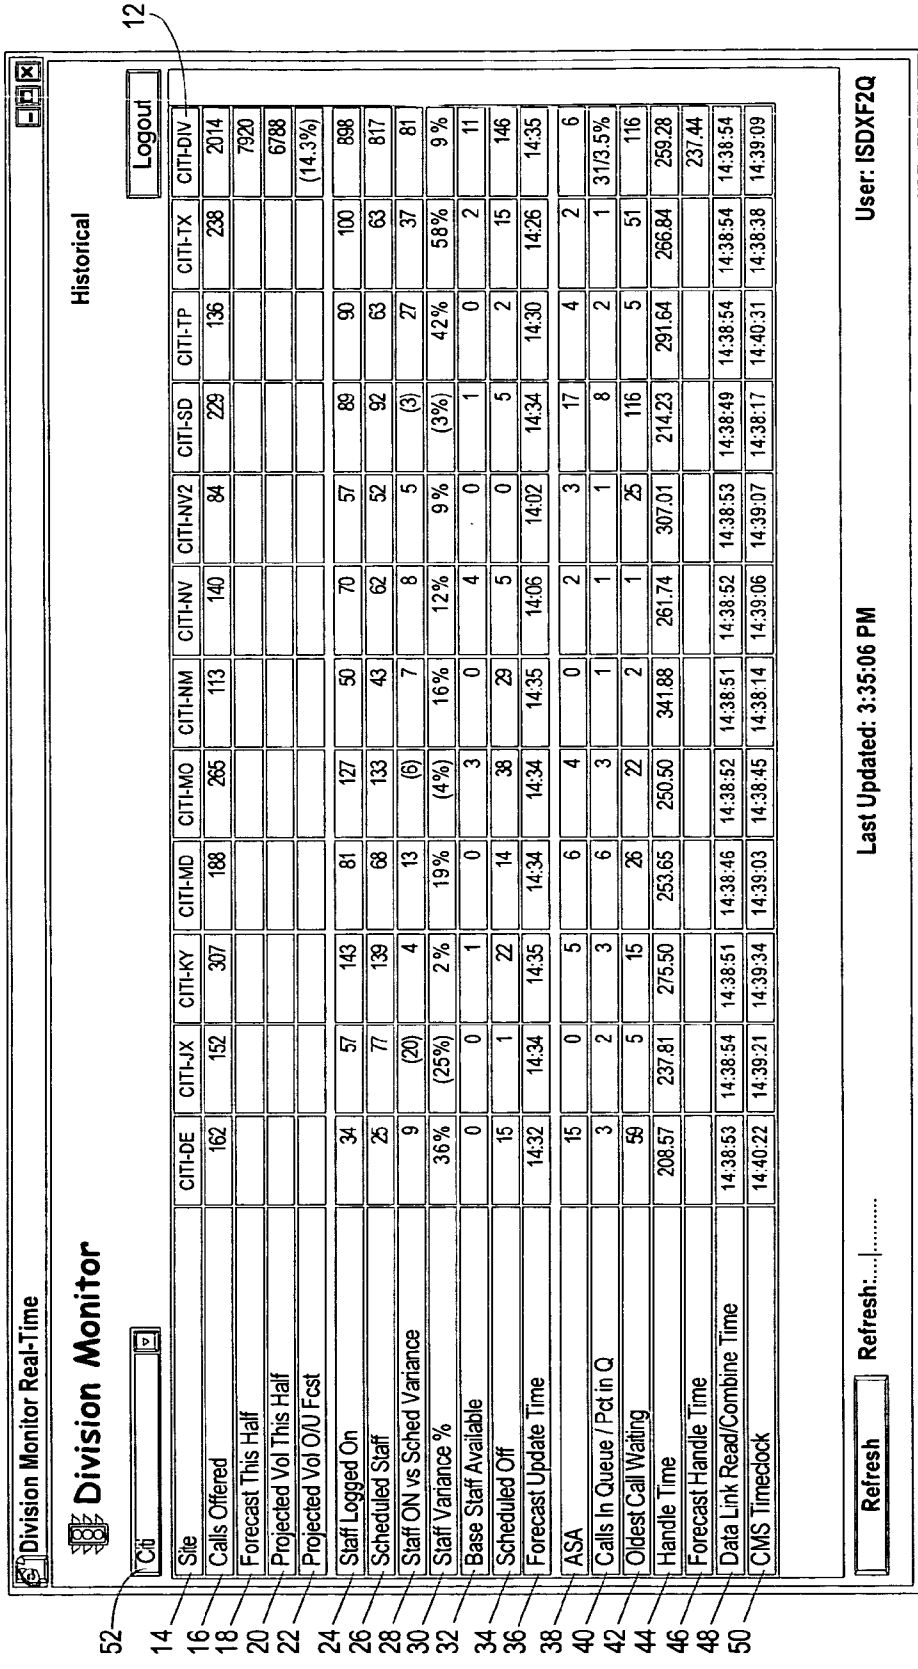 12
Division Monitor Real-Time
Division Monitor
Historical
52
Citi
Logout
14 Site CITI-DE CITI-JX CITI-KY CITI-MD CITI-MO CITI-NM CITI-NV CITI-NV2 CITI-SD CITI-TP CITI-TX CITI-DIV
16 Calls Offered 162 152 307 188 265 113 140 84 229 136 238 2014
18 Forecast This Half 7920
20 Projected Vol This Half 6788
22 Projected Vol O/U Fcst (14.3%)
24 Staff Logged On 34 57 143 81 127 50 70 57 89 90 100 898
26 Scheduled Staff 25 77 139 68 133 43 62 52 92 63 63 817
28 Staff ON vs Sched Variance 9 (20) 4 13 (6) 7 8 5 (3) 27 37 81
30 Staff Variance % 36% (25%) 2% 19% (4%) 16% 12% 9% (3%) 42% 58% 9%
32 Base Staff Available 0 0 1 0 3 0 4 0 1 0 2 11
34 Scheduled Off 15 1 22 14 38 29 5 0 5 2 15 146
36 Forecast Update Time 14:32 14:34 14:35 14:34 14:34 14:35 14:06 14:02 14:34 14:30 14:26 14:35
38 ASA 15 0 5 6 4 0 2 3 17 4 2 6
40 Calls In Queue / Pct in Q 3 2 3 6 3 1 1 1 8 2 1 31/3.5%
42 Oldest Call Waiting 59 5 15 26 22 2 1 25 116 5 51 116
44 Handle Time 208.57 237.81 275.50 253.65 250.50 341.88 261.74 307.01 214.23 291.64 266.84 259.28
46 Forecast Handle Time 237.44
48 Data Link Read/Combine Time 14:38:53 14:38:54 14:38:51 14:38:46 14:38:52 14:38:51 14:38:52 14:38:53 14:38:49 14:38:54 14:38:54 14:38:54
50 CMS Timeclock 14:40:22 14:39:21 14:39:34 14:39:03 14:38:45 14:38:14 14:39:06 14:39:07 14:38:17 14:40:31 14:38:38 14:39:09
Refresh Refresh:....|.......... Last Updated: 3:35:06 PM User: ISDXF2Q